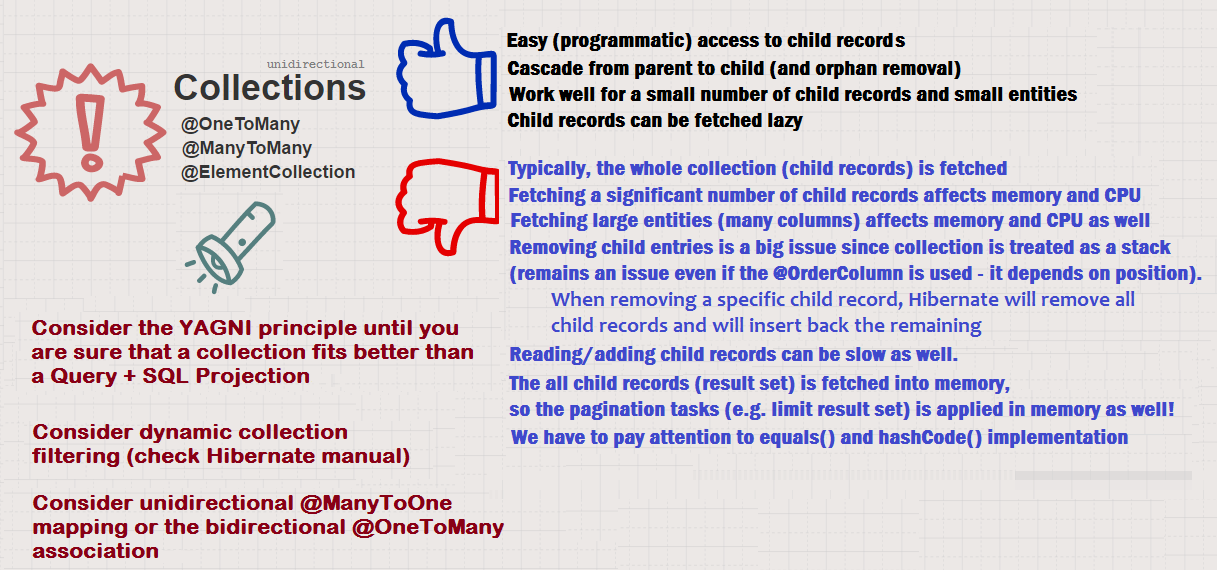 unidirectional
Collections
@OneToMany
@ManyToMany
@ElementCollection
Consider the YAGNI principle until you
are sure that a collection fits better than
a Query + SQL Projection
Consider dynamic collection
filtering (check Hibernate manual)
Consider unidirectional @ManyToOne
mapping or the bidirectional @OneToMany
association
Easy (programmatic) access to child records
Cascade from parent to child (and orphan removal)
Work well for a small number of child records and small entities
Child records can be fetched lazy
Typically, the whole collection (child records) is fetched
Fetching a significant number of child records affects memory and CPU
Fetching large entities (many columns) affects memory and CPU as well
Removing child entries is a big issue since collection is treated as a stack
(remains an issue even if the @OrderColumn is used - it depends on position).
When removing a specific child record, Hibernate will remove all
child records and will insert back the remaining
Reading/adding child records can be slow as well.
The all child records (result set) is fetched into memory,
so the pagination tasks (e.g. limit result set) is applied in memory as well!
We have to pay attention to equals() and hashCode() implementation